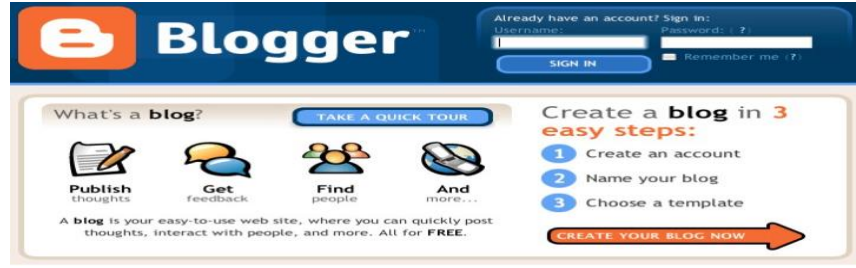 Blogger™
Already have an account? Sign in:
Username: Password: (?)
SIGN IN Remember me (?)
What's a blog? TAKE A QUICK TOUR
Publish Get Find And
thoughts feedback people more...
A blog is your easy-to-use web site, where you can quickly post
thoughts, interact with people, and more. All for FREE.
Create a blog in 3
easy steps:
1 Create an account
2 Name your blog
3 Choose a template
CREATE YOUR BLOG NOW